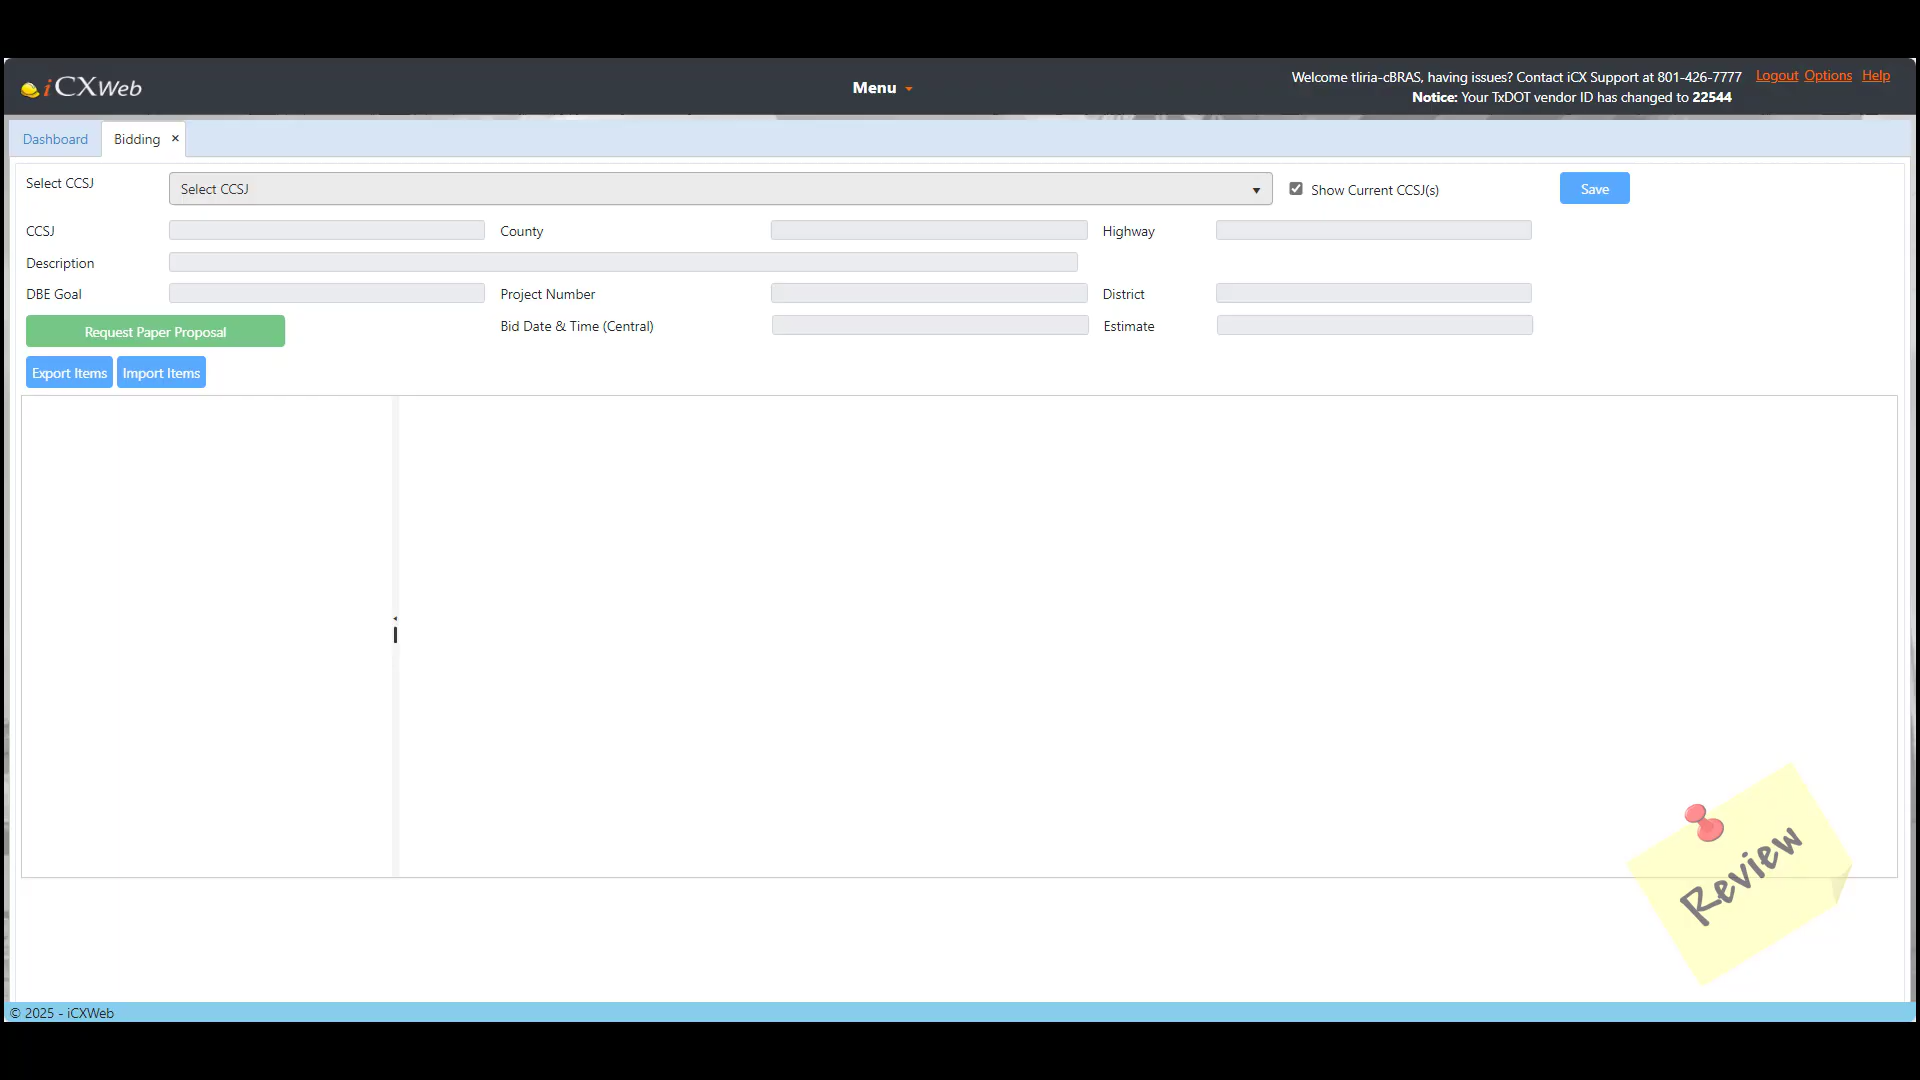 iCXWeb
Menu
Welcome tliria-cBRAS, having issues? Contact iCX Support at 801-426-7777
Logout Options Help
Notice: Your TxDOT vendor ID has changed to 22544
Dashboard
Bidding ×
Select CCSJ
Select CCSJ
Show Current CCSJ(s)
Save
CCSJ
County
Highway
Description
DBE Goal
Project Number
District
Request Paper Proposal
Bid Date & Time (Central)
Estimate
Export Items
Import Items
Review
© 2025 - iCXWeb